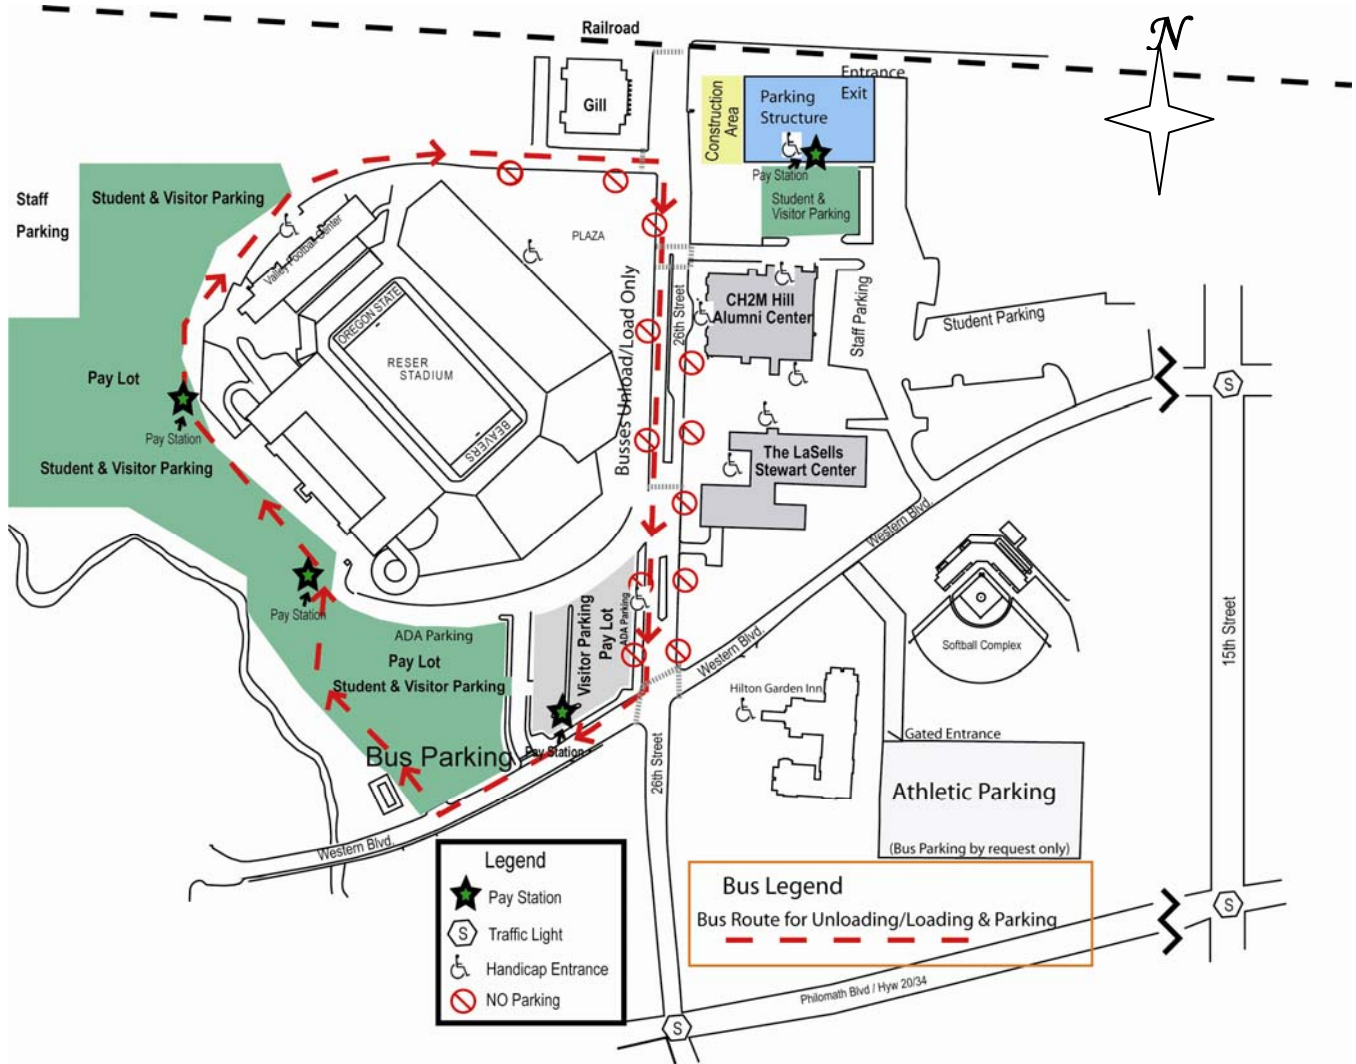 Railroad
N
Gill
Construction
Area
Parking
Structure
Entrance
Exit
Pay Station
Student &
Visitor Parking
Staff
Parking
Student & Visitor Parking
Valley Football Center
PLAZA
OREGON STATE
RESER
STADIUM
BEAVERS
Busses Unload/Load Only
26th Street
CH2M Hill
Alumni Center
Staff Parking
Student Parking
Pay Lot
Pay Station
Student & Visitor Parking
The LaSells
Stewart Center
Western Blvd.
S
15th Street
Pay Station
ADA Parking
Pay Lot
Student & Visitor Parking
Bus Parking
Visitor Parking
Pay Lot
ADA Parking
Pay Station
Western Blvd.
Softball Complex
Hilton Garden Inn
Gated Entrance
Athletic Parking
(Bus Parking by request only)
26th Street
Western Blvd.
Legend
Pay Station
S Traffic Light
Handicap Entrance
NO Parking
Bus Legend
Bus Route for Unloading/Loading & Parking
S
Philomath Blvd / Hyw 20/34
S